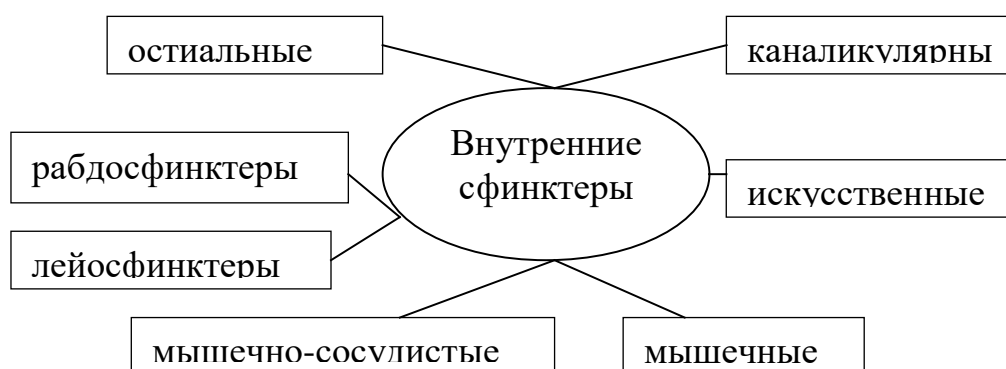 остиальные
каналикулярны
Внутренние
сфинктеры
рабдосфинктеры
искусственные
лейосфинктеры
мышечно-сосудистые
мышечные